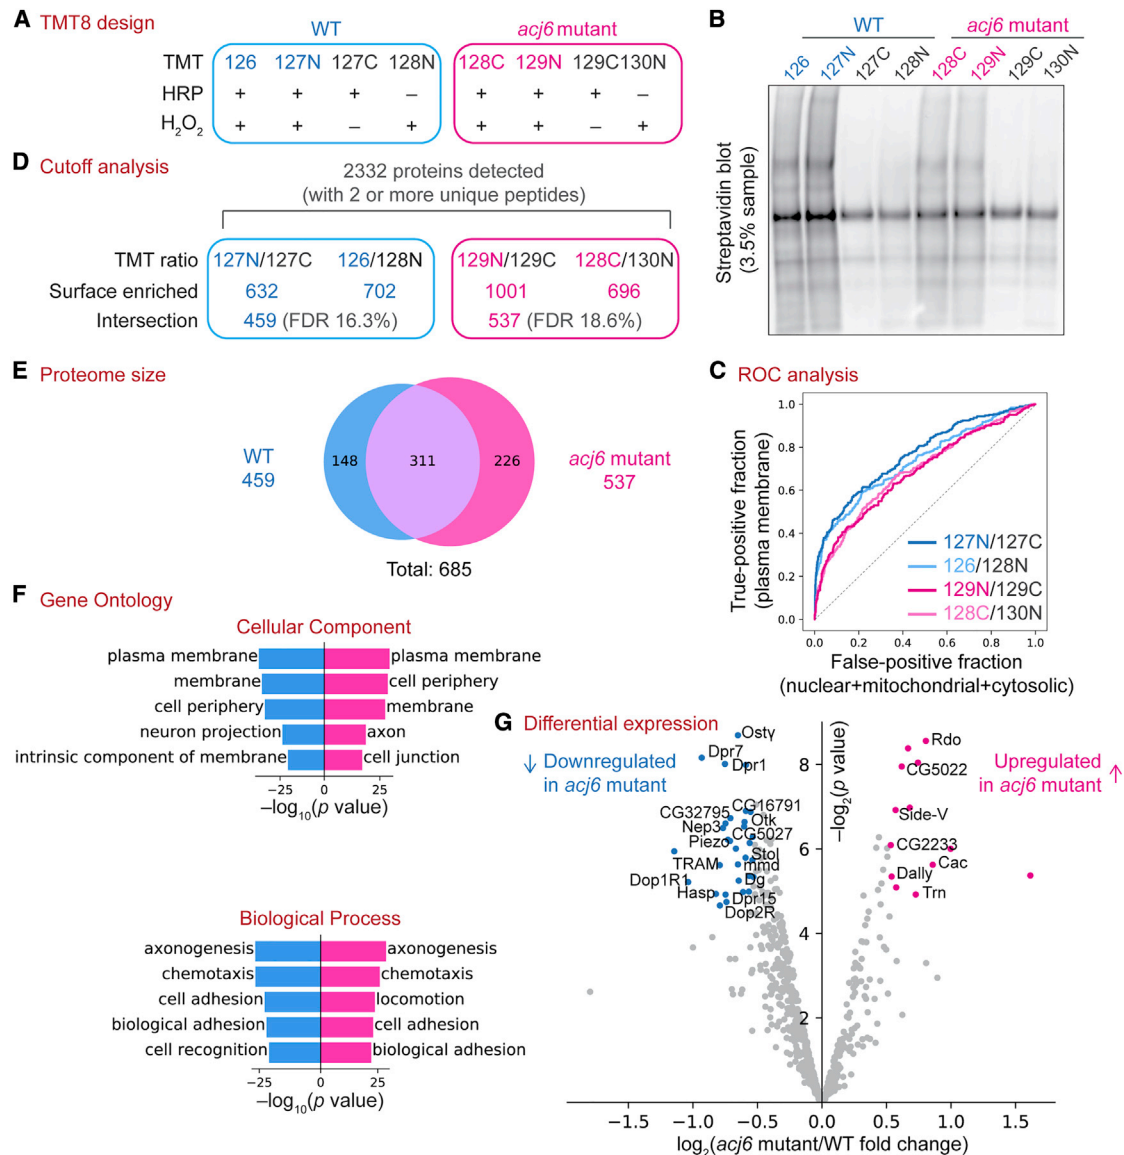 A TMT8 design
WT
acj6 mutant
TMT 126 127N 127C 128N 128C 129N 129C 130N
HRP + + + – + + + –
H2O2 + + – + + + – +
B
WT
acj6 mutant
126 127N 127C 128N 128C 129N 129C 130N
Streptavidin blot
(3.5% sample)
D Cutoff analysis
2332 proteins detected
(with 2 or more unique peptides)
TMT ratio 127N/127C 126/128N 129N/129C 128C/130N
Surface enriched 632 702 1001 696
Intersection 459 (FDR 16.3%) 537 (FDR 18.6%)
E Proteome size
WT
459
148
311
226
acj6 mutant
537
Total: 685
C ROC analysis
True-positive fraction
(plasma membrane)
1.0
0.8
0.6
0.4
0.2
0.0
127N/127C
126/128N
129N/129C
128C/130N
0.0 0.2 0.4 0.6 0.8 1.0
False-positive fraction
(nuclear+mitochondrial+cytosolic)
F Gene Ontology
Cellular Component
plasma membrane plasma membrane
membrane cell periphery
cell periphery membrane
neuron projection axon
intrinsic component of membrane cell junction
−25 0 25
–log10(p value)
Biological Process
axonogenesis axonogenesis
chemotaxis chemotaxis
cell adhesion locomotion
biological adhesion cell adhesion
cell recognition biological adhesion
−25 0 25
–log10(p value)
G Differential expression
↓ Downregulated
in acj6 mutant
Upregulated ↑
in acj6 mutant
–log2(p value)
8
6
4
2
Ostγ
Dpr7
Dpr1
CG16791
CG32795
Otk
Nep3
CG5027
Piezo
Stol
TRAM
mmd
Dop1R1
Dg
Hasp
Dpr15
Dop2R
Rdo
CG5022
Side-V
CG2233
Cac
Dally
Trn
−1.5 −1.0 −0.5 0.0 0.5 1.0 1.5
log2(acj6 mutant/WT fold change)